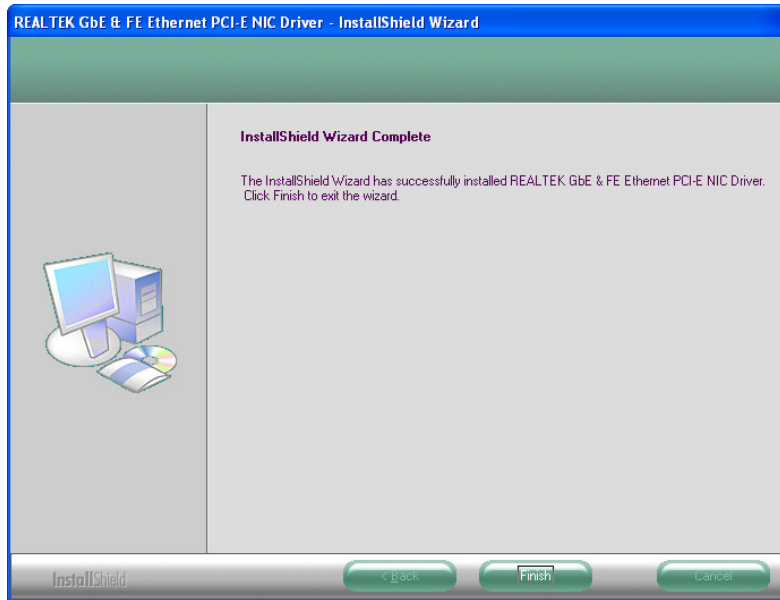 REALTEK GbE & FE Ethernet PCI-E NIC Driver - InstallShield Wizard
InstallShield Wizard Complete
The InstallShield Wizard has successfully installed REALTEK GbE & FE Ethernet PCI-E NIC Driver.
Click Finish to exit the wizard.
InstallShield
< Back
Finish
Cancel